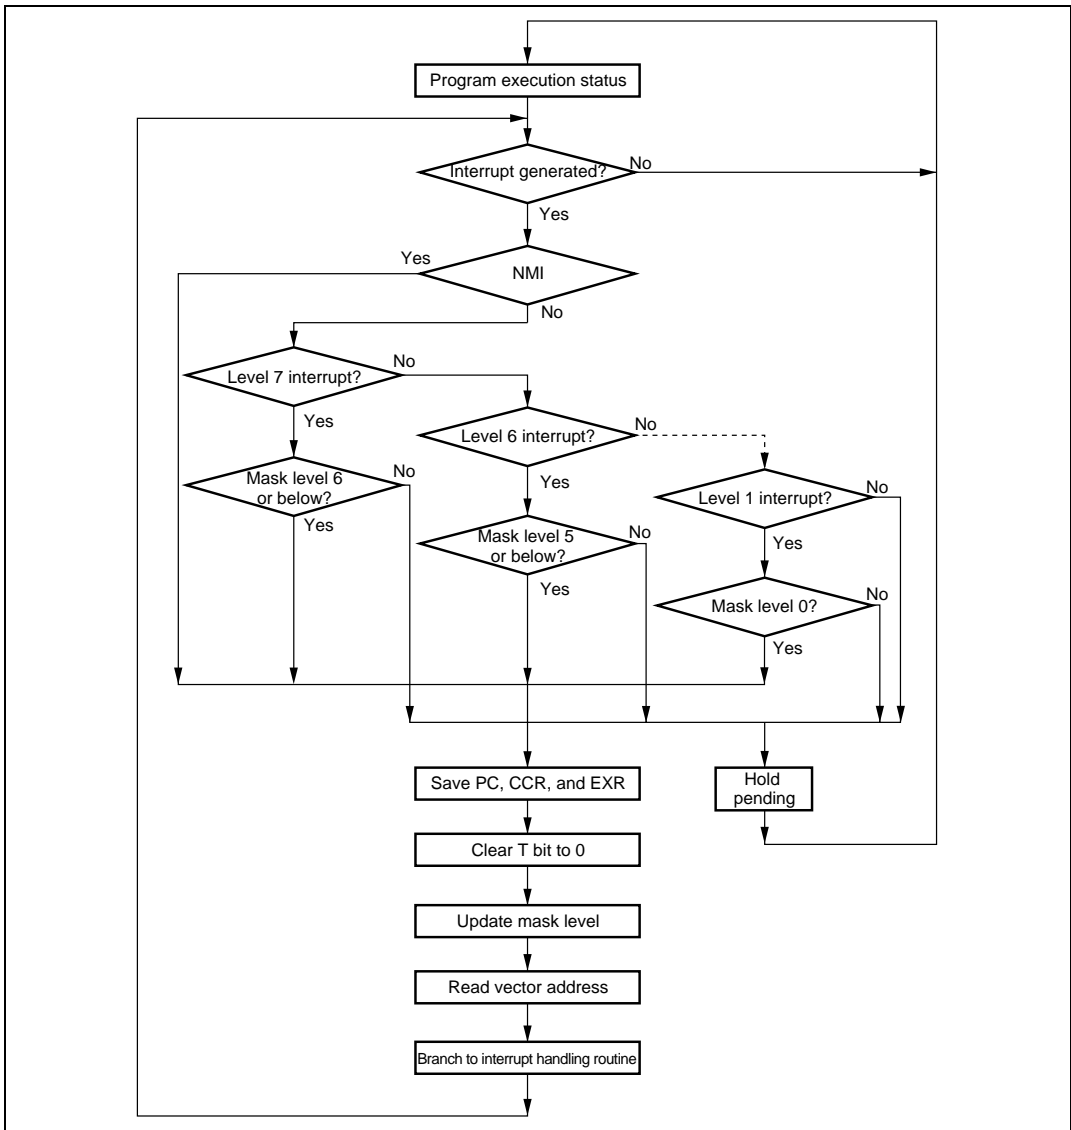 Program execution status
Interrupt generated?
No
Yes
Yes
NMI
No
Level 7 interrupt?
No
Yes
Level 6 interrupt?
No
Yes
Mask level 6
or below?
No
Yes
Level 1 interrupt?
No
Yes
Mask level 5
or below?
No
Yes
Mask level 0?
No
Yes
Save PC, CCR, and EXR
Hold
pending
Clear T bit to 0
Update mask level
Read vector address
Branch to interrupt handling routine